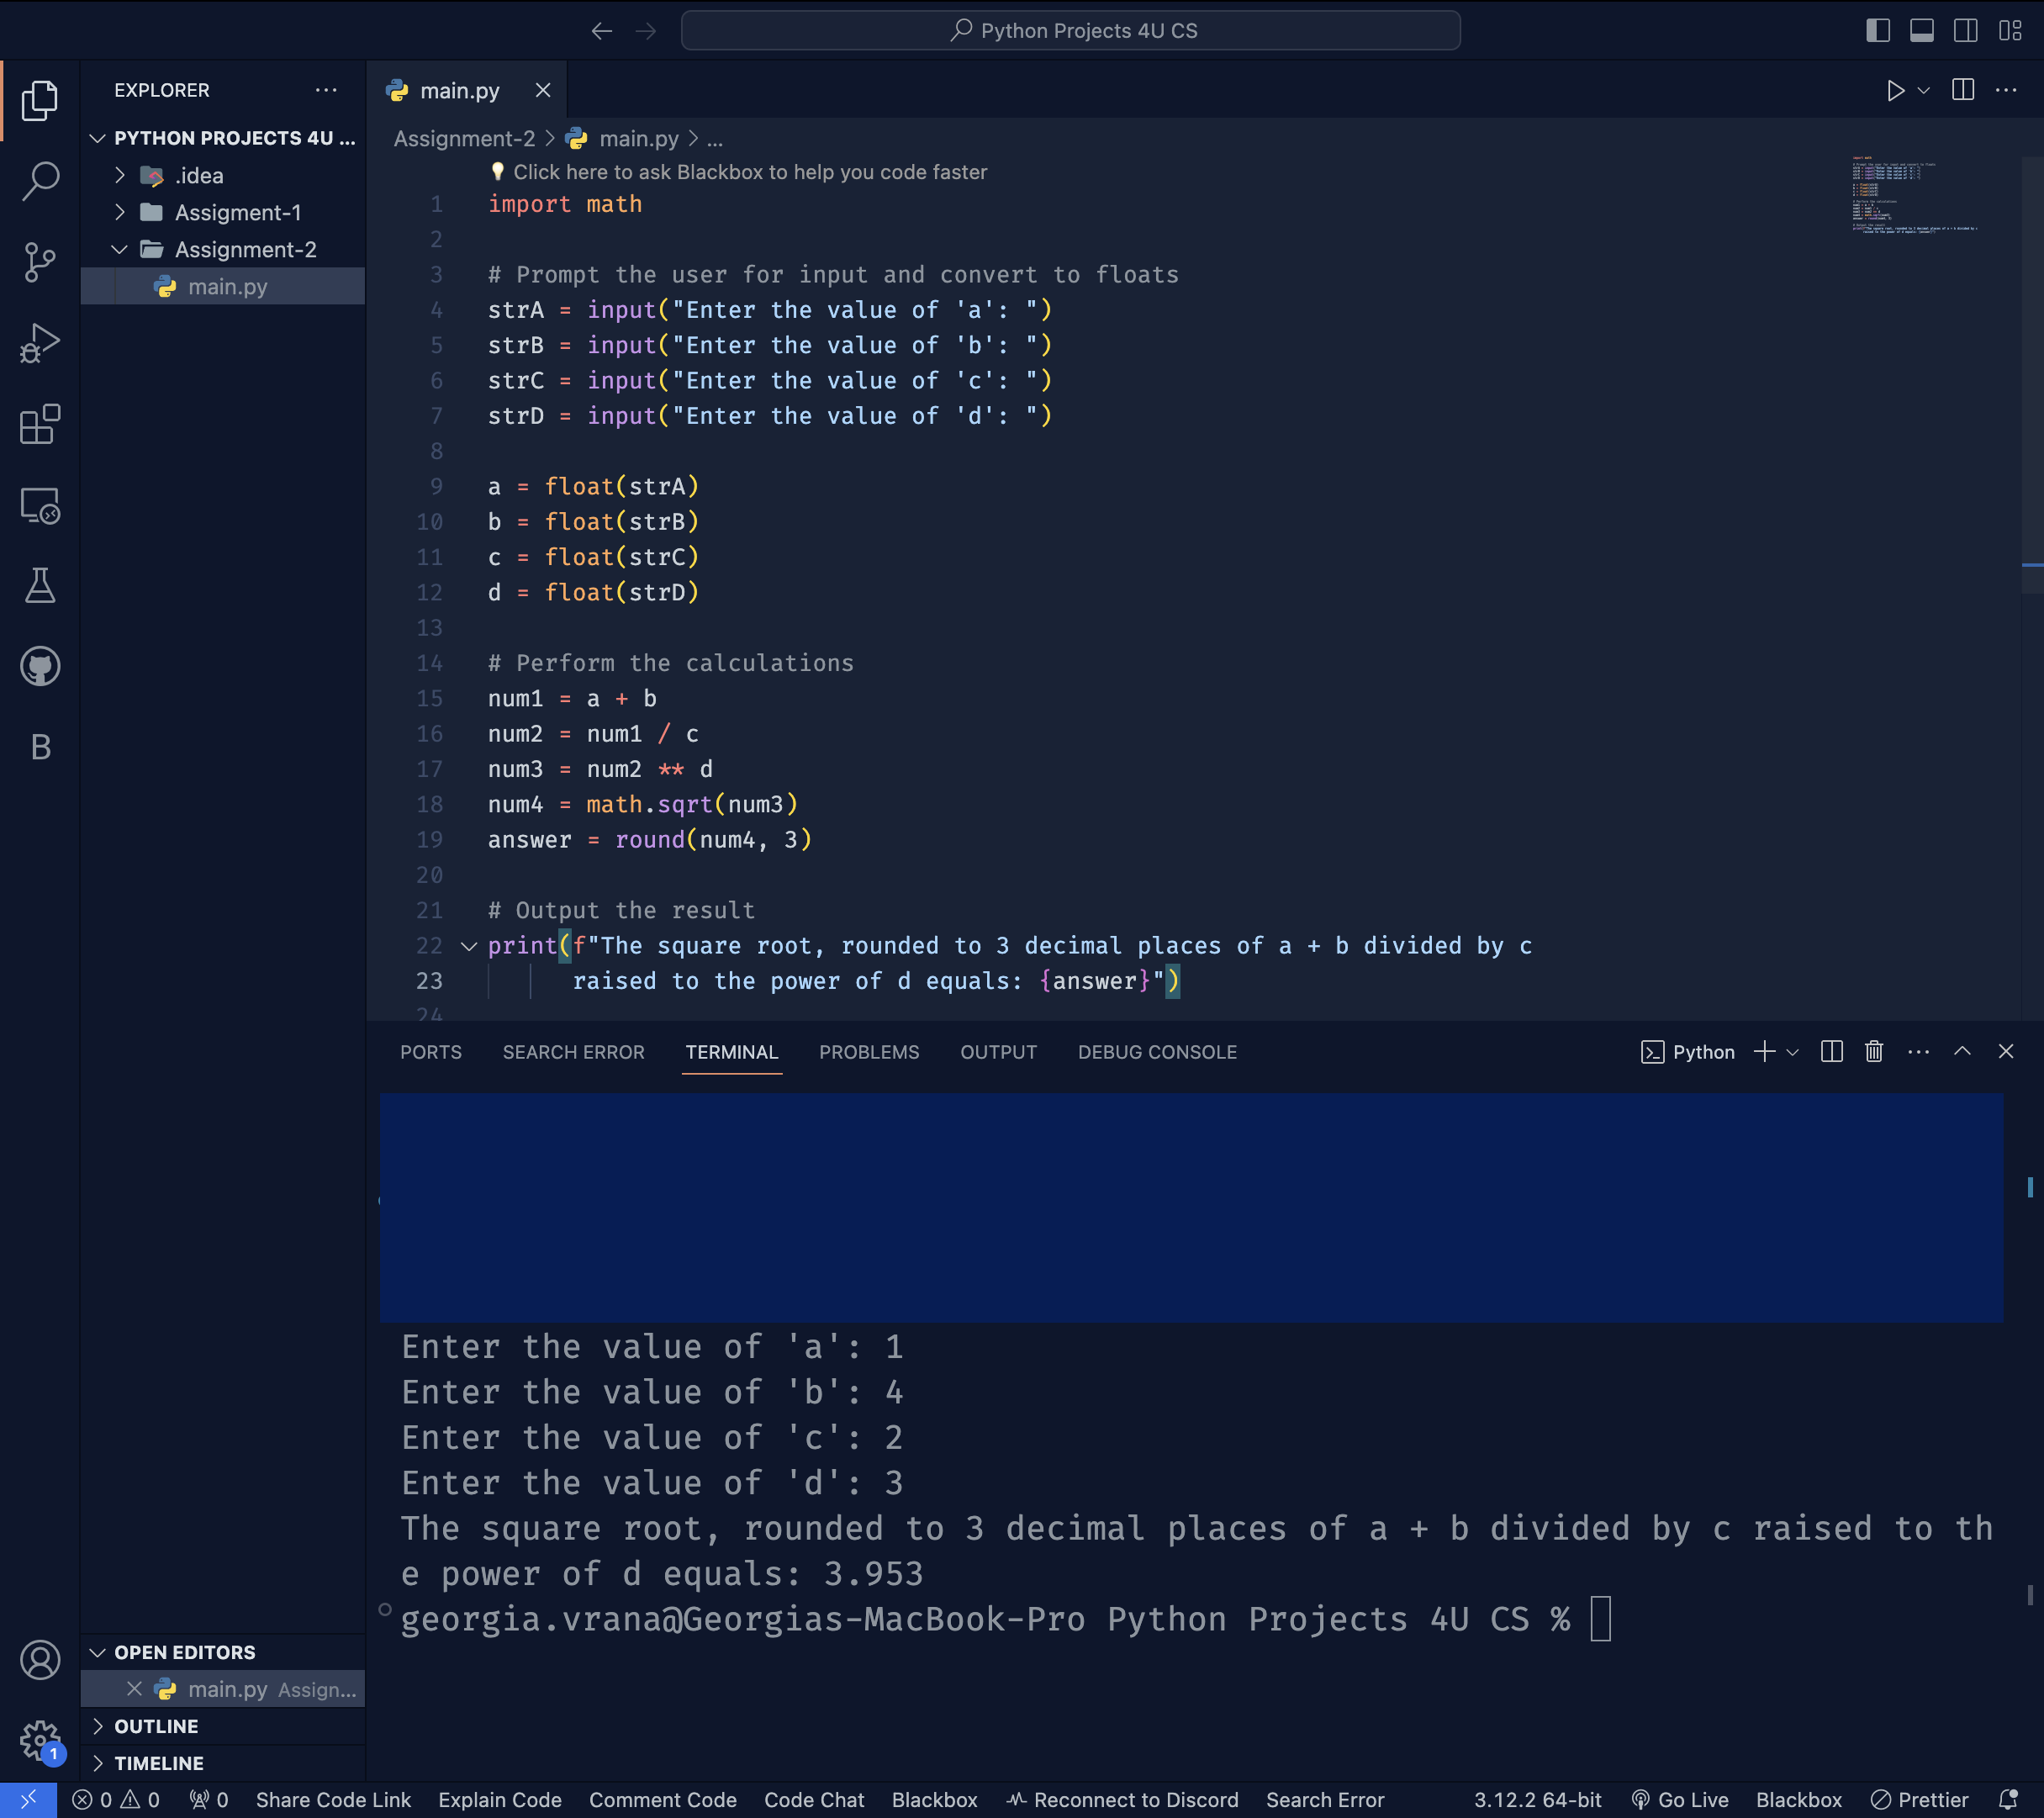 Python Projects 4U CS
EXPLORER
PYTHON PROJECTS 4U ...
.idea
Assigment-1
Assignment-2
main.py
main.py
Assignment-2 > main.py > ...
Click here to ask Blackbox to help you code faster
1 import math
2
3 # Prompt the user for input and convert to floats
4 strA = input("Enter the value of 'a': ")
5 strB = input("Enter the value of 'b': ")
6 strC = input("Enter the value of 'c': ")
7 strD = input("Enter the value of 'd': ")
8
9 a = float(strA)
10 b = float(strB)
11 c = float(strC)
12 d = float(strD)
13
14 # Perform the calculations
15 num1 = a + b
16 num2 = num1 / c
17 num3 = num2 ** d
18 num4 = math.sqrt(num3)
19 answer = round(num4, 3)
20
21 # Output the result
22 print(f"The square root, rounded to 3 decimal places of a + b divided by c
23 raised to the power of d equals: {answer}")
24
PORTS SEARCH ERROR TERMINAL PROBLEMS OUTPUT DEBUG CONSOLE Python
Enter the value of 'a': 1
Enter the value of 'b': 4
Enter the value of 'c': 2
Enter the value of 'd': 3
The square root, rounded to 3 decimal places of a + b divided by c raised to th
e power of d equals: 3.953
georgia.vrana@Georgias-MacBook-Pro Python Projects 4U CS %
B
OPEN EDITORS
main.py Assign...
OUTLINE
TIMELINE
1
0 0 0 Share Code Link Explain Code Comment Code Code Chat Blackbox Reconnect to Discord Search Error 3.12.2 64-bit Go Live Blackbox Prettier